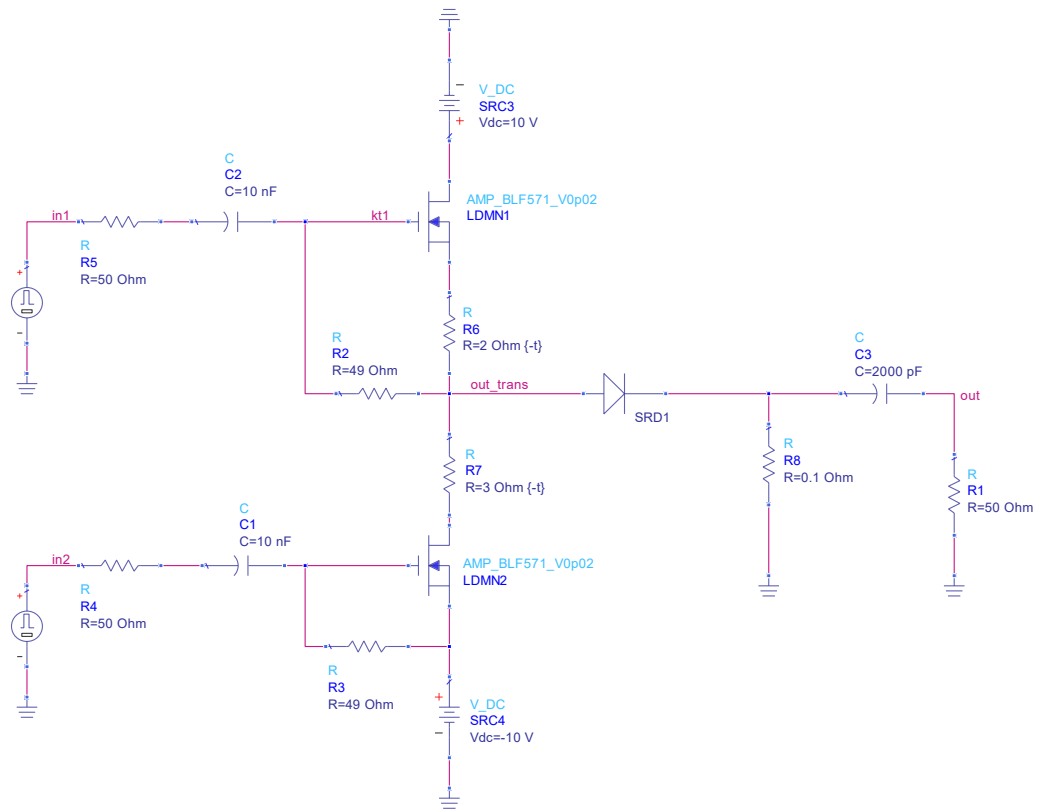 V_DC
SRC3
Vdc=10 V
C
C2
C=10 nF
AMP_BLF571_V0p02
LDMN1
in1
kt1
R
R5
R=50 Ohm
R
R6
R=2 Ohm {-t}
R
R2
R=49 Ohm
out_trans
SRD1
C
C3
C=2000 pF
out
R
R8
R=0.1 Ohm
R
R7
R=3 Ohm {-t}
R
R1
R=50 Ohm
C
C1
C=10 nF
in2
AMP_BLF571_V0p02
LDMN2
R
R4
R=50 Ohm
R
R3
R=49 Ohm
V_DC
SRC4
Vdc=-10 V